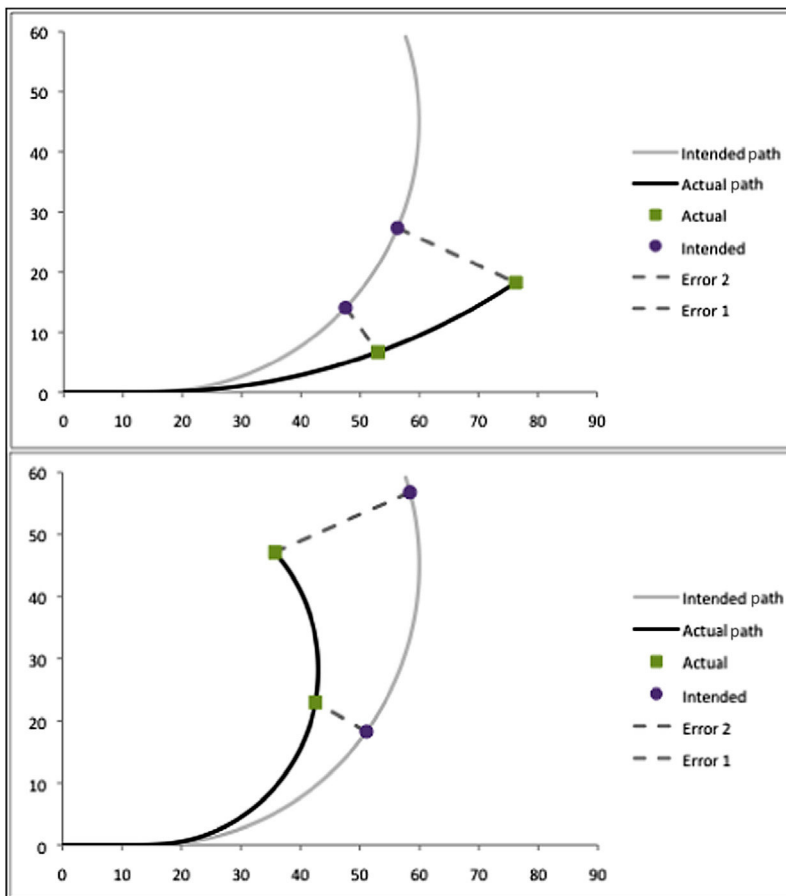 60
50
40
30
20
10
0
0 10 20 30 40 50 60 70 80 90
Intended path
Actual path
Actual
Intended
Error 2
Error 1
60
50
40
30
20
10
0
0 10 20 30 40 50 60 70 80 90
Intended path
Actual path
Actual
Intended
Error 2
Error 1